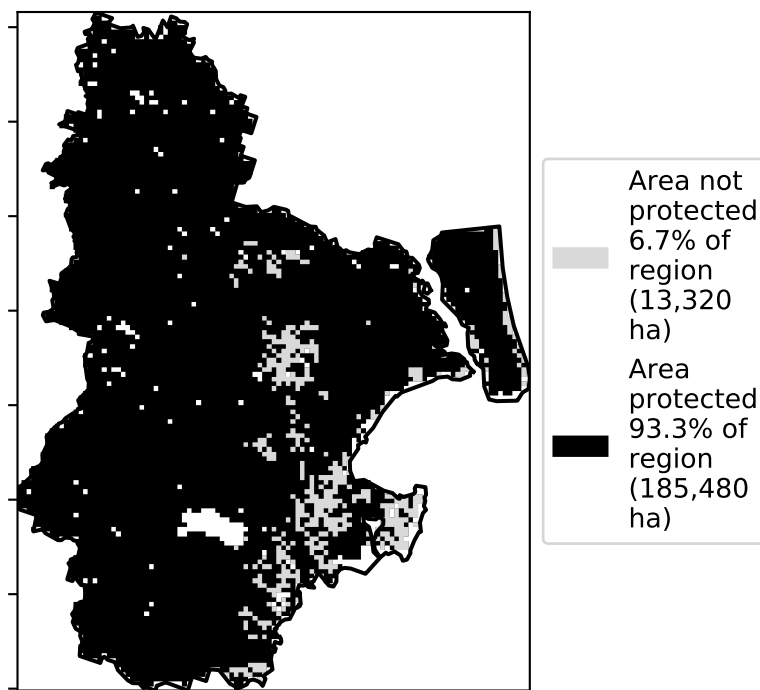 Area not
protected
6.7% of
region
(13,320
ha)
Area
protected
93.3% of
region
(185,480
ha)